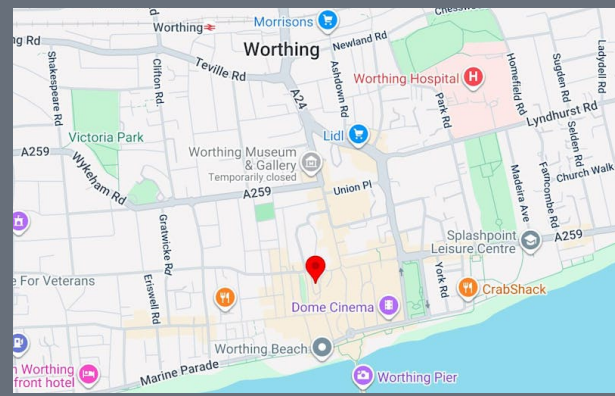 Morrisons
Chesswo
Worthing
ng Rd
Worthing
Newland Rd
Teville Rd
Shakespeare Rd
Clifton Rd
A24
Ashdown Rd
Worthing Hospital
H
Park Rd
Homefield Rd
Sugden Rd
Ladydell Rd
Lyndhurst Rd
Victoria Park
Lidl
Selden Rd
A259
Wykeham Rd
Worthing Museum
& Gallery
Temporarily closed
A259
Union Pl
Church Walk
Madeira Ave
Farncombe Rd
Gratwicke Rd
Splashpoint
Leisure Centre
A259
e For Veterans
Eriswell Rd
York Rd
CrabShack
Dome Cinema
Worthing Beach
n Worthing
front hotel
Marine Parade
Worthing Pier